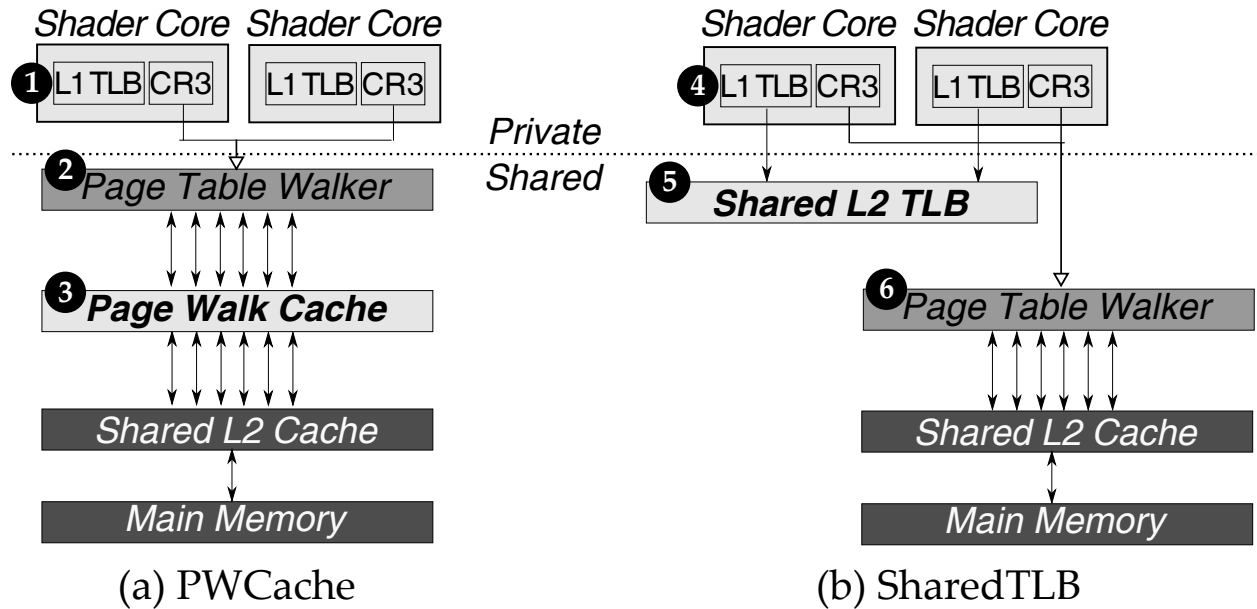 Shader Core Shader Core
1 L1 TLB CR3 L1 TLB CR3
Private
Shared
2 Page Table Walker
3 Page Walk Cache
Shared L2 Cache
Main Memory
(a) PWCache
Shader Core Shader Core
4 L1 TLB CR3 L1 TLB CR3
5 Shared L2 TLB
6 Page Table Walker
Shared L2 Cache
Main Memory
(b) SharedTLB